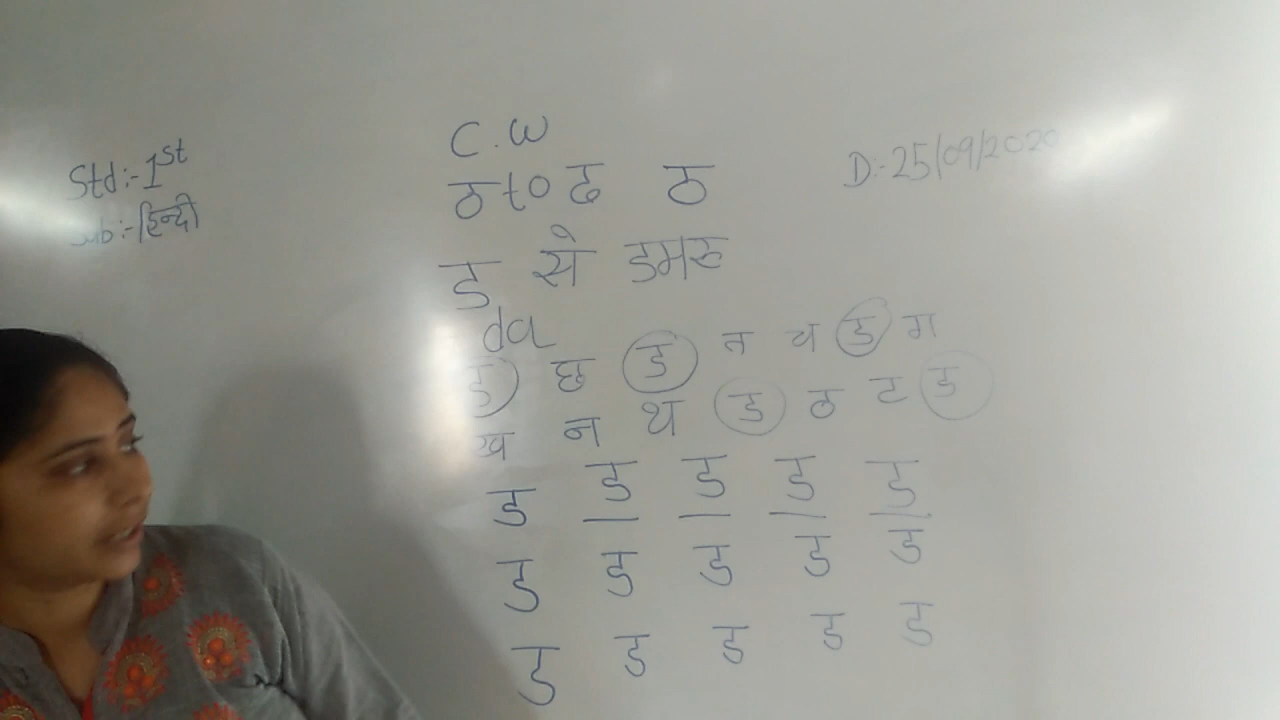 C.W
Std:-1st
D:-25/09/2020
Sub:-हिन्दी
ठ to ढ ठ
ड से डमरु
da
ड छ ड न य ड ग
ख न थ ड ठ ट ड
ड ड ड ड ड
ड ड ड ड ड
ड ड ड ड ड